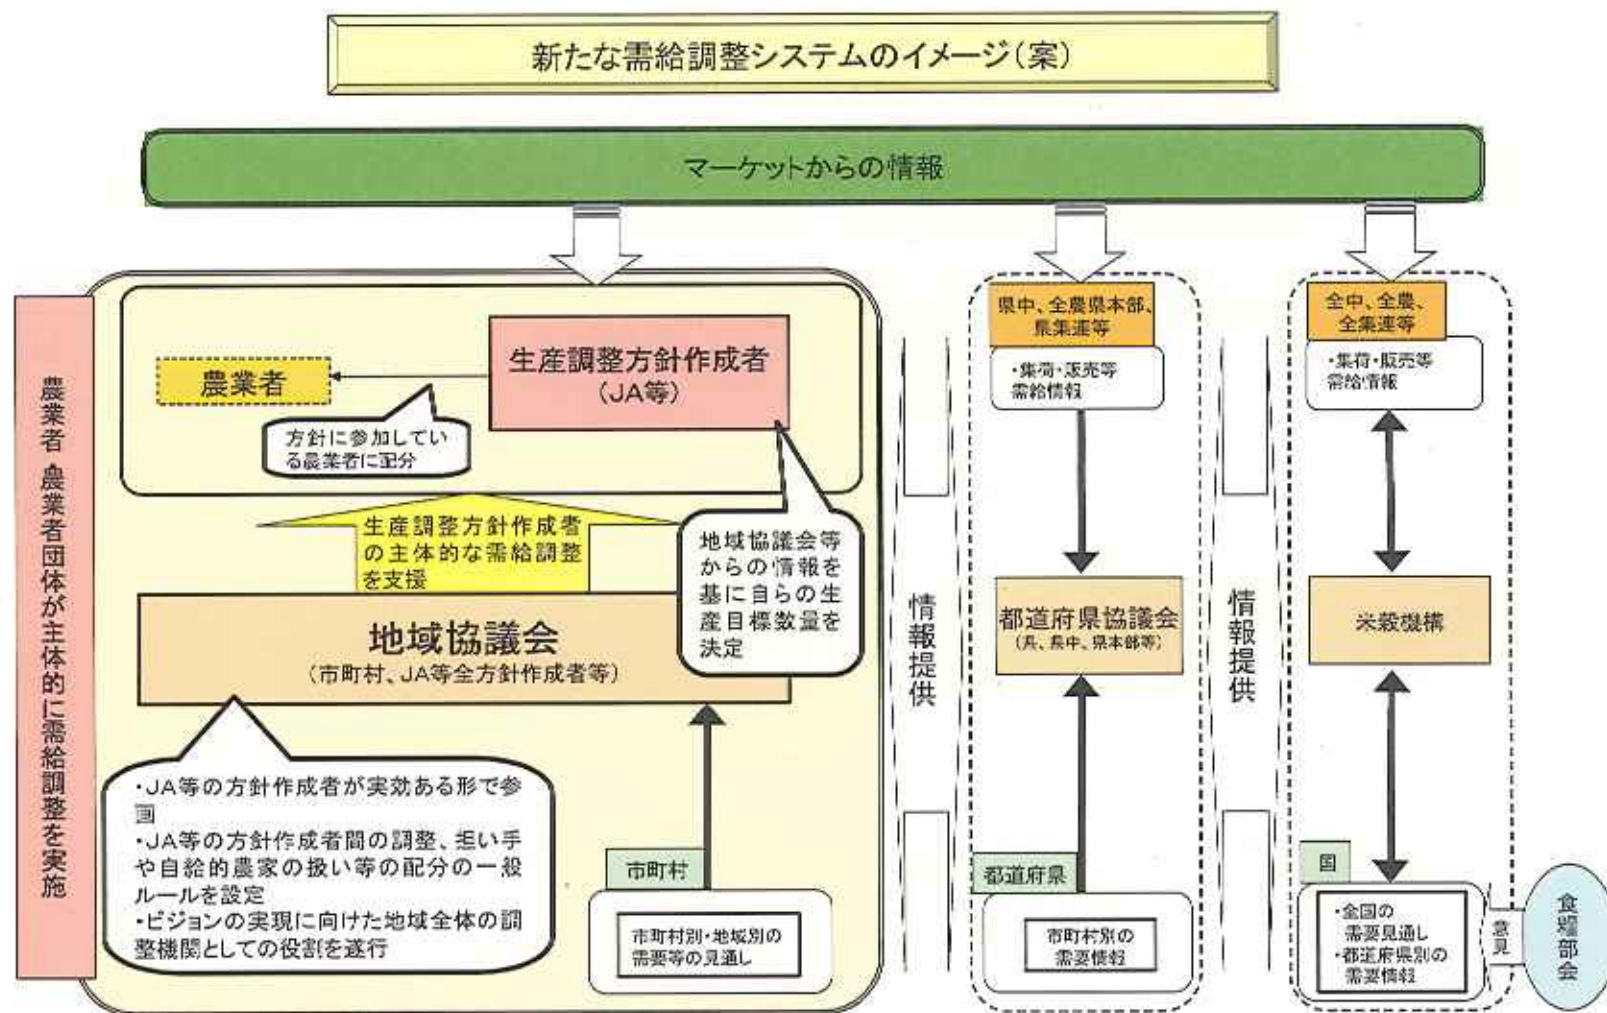 新たな需給調整システムのイメージ(案)
マーケットからの情報
農業者 農業者団体が主体的に需給調整を実施
生産調整方針作成者
(JA等)
農業者
方針に参加してい
る農業者に配分
生産調整方針作成者
の主体的な需給調整
を支援
地域協議会等
からの情報を
基に自らの生
産目標数量を
決定
地域協議会
(市町村、JA等全方針作成者等)
・JA等の方針作成者が実効ある形で参
画
・JA等の方針作成者間の調整、担い手
や自給的農家の扱い等の配分の一般
ルールを設定
・ビジョンの実現に向けた地域全体の調
整機関としての役割を遂行
市町村
市町村別・地域別の
需要等の見通し
情報提供
県中、全農県本部、
県集連等
・集荷・販売等
需給情報
都道府県協議会
(県、県中、県本部等)
都道府県
市町村別の
需要情報
情報提供
全中、全農、
全集連等
・集荷・販売等
需給情報
米穀機構
国
・全国の
需要見通し
・都道府県別の
需要情報
意見
食糧部会